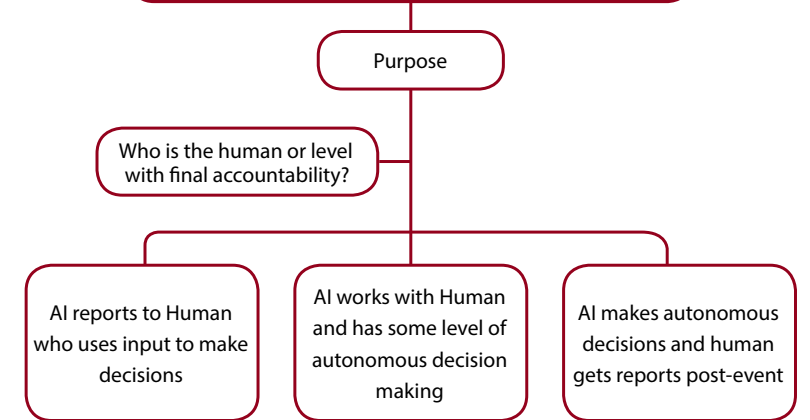 Purpose
Who is the human or level
with final accountability?
AI reports to Human
who uses input to make
decisions
AI works with Human
and has some level of
autonomous decision
making
AI makes autonomous
decisions and human
gets reports post-event